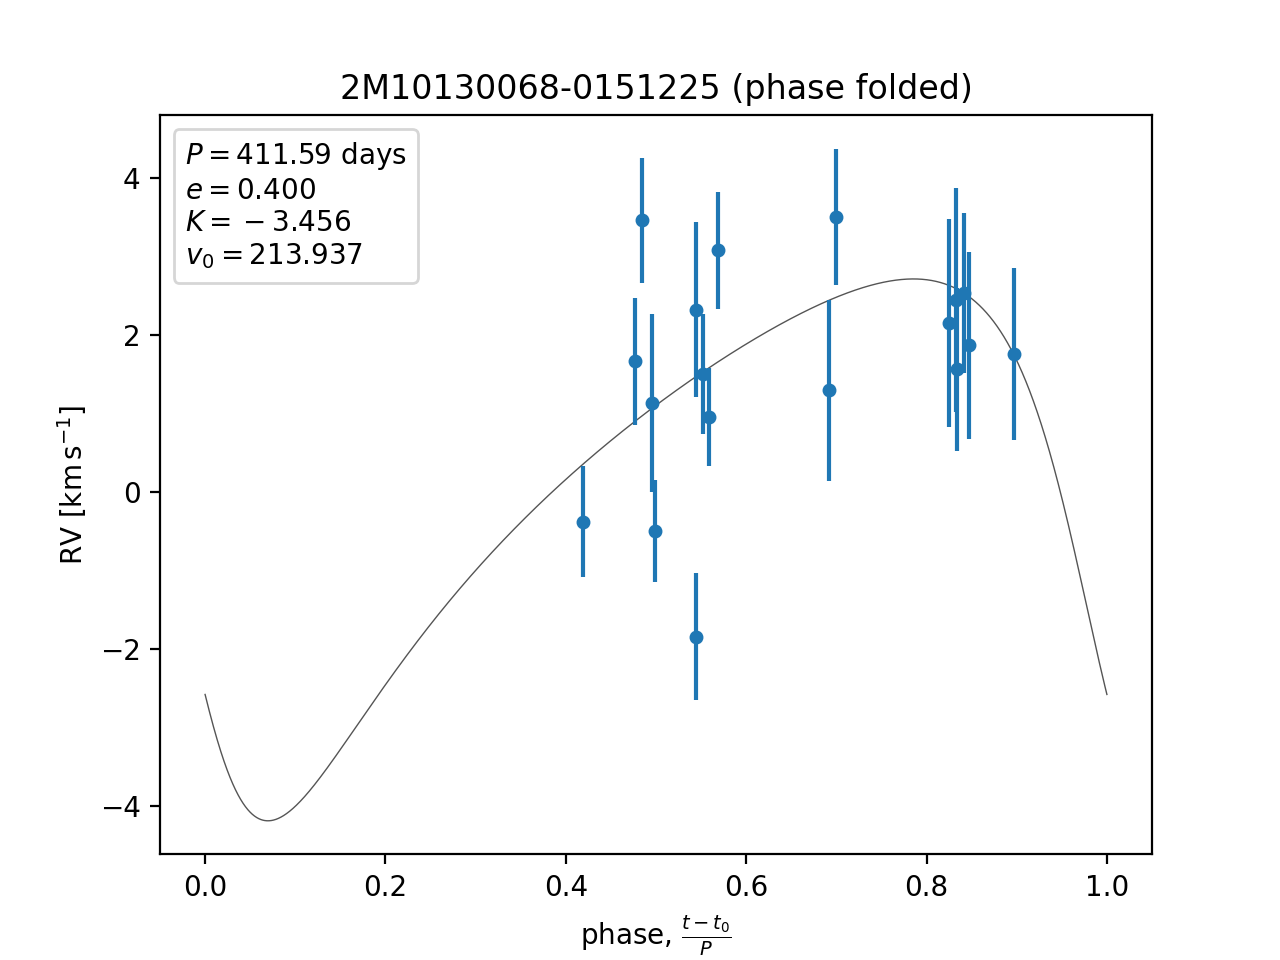 2M10130068-0151225 (phase folded)
P = 411.59 days
e = 0.400
K = −3.456
v₀ = 213.937
4
2
0
−2
−4
RV [km s⁻¹]
0.0 0.2 0.4 0.6 0.8 1.0
phase, (t − t₀)/P